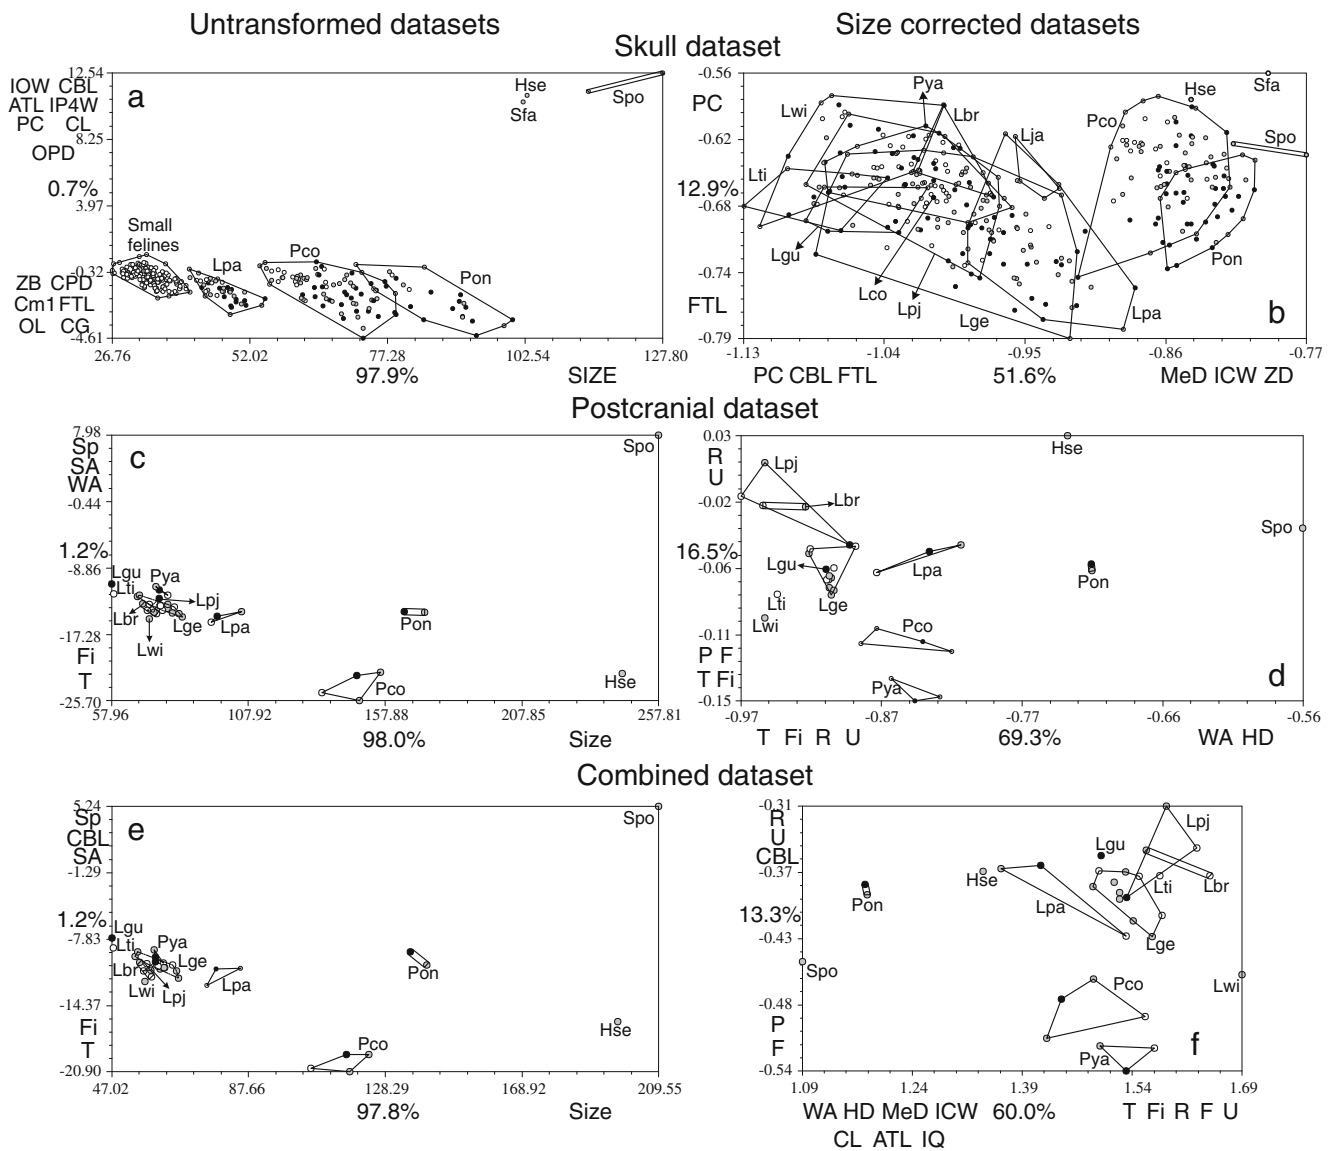 Untransformed datasets
Size corrected datasets
Skull dataset
a
12.54
IOW CBL
ATL IP4W
PC CL
8.25
OPD
0.7%
3.97
-0.32
ZB CPD
Cm1 FTL
OL CG
-4.61
Small
felines
Lpa
Pco
Pon
Hse
Sfa
Spo
26.76
52.02
77.28
102.54
127.80
97.9%
SIZE
b
-0.56
PC
-0.62
12.9%
-0.68
-0.74
FTL
-0.79
Lwi
Pya
Lbr
Lja
Lti
Lgu
Lco
Lpj
Lge
Lpa
Pco
Hse
Sfa
Spo
Pon
-1.13
-1.04
-0.95
-0.86
-0.77
PC CBL FTL
51.6%
MeD ICW ZD
Postcranial dataset
c
7.98
Sp
SA
WA
-0.44
1.2%
-8.86
-17.28
Fi
T
-25.70
Lgu
Lti
Pya
Lpj
Lbr
Lge
Lpa
Lwi
Pco
Pon
Hse
Spo
57.96
107.92
157.88
207.85
257.81
98.0%
Size
d
0.03
R
U
-0.02
16.5%
-0.06
-0.11
P F
T Fi
-0.15
Lpj
Lbr
Lgu
Lti
Lge
Lwi
Lpa
Pco
Pya
Pon
Hse
Spo
-0.97
-0.87
-0.77
-0.66
-0.56
T Fi R U
69.3%
WA HD
Combined dataset
e
5.24
Sp
CBL
SA
-1.29
1.2%
-7.83
-14.37
Fi
T
-20.90
Lgu
Lti
Pya
Lge
Lbr
Lwi
Lpj
Lpa
Pco
Pon
Hse
Spo
47.02
87.66
128.29
168.92
209.55
97.8%
Size
f
-0.31
R
U
CBL
-0.37
13.3%
-0.43
-0.48
P
F
-0.54
Lpj
Lgu
Lti
Lbr
Hse
Pon
Lpa
Lge
Spo
Lwi
Pco
Pya
1.09
1.24
1.39
1.54
1.69
WA HD MeD ICW 60.0% T Fi R F U
CL ATL IQ